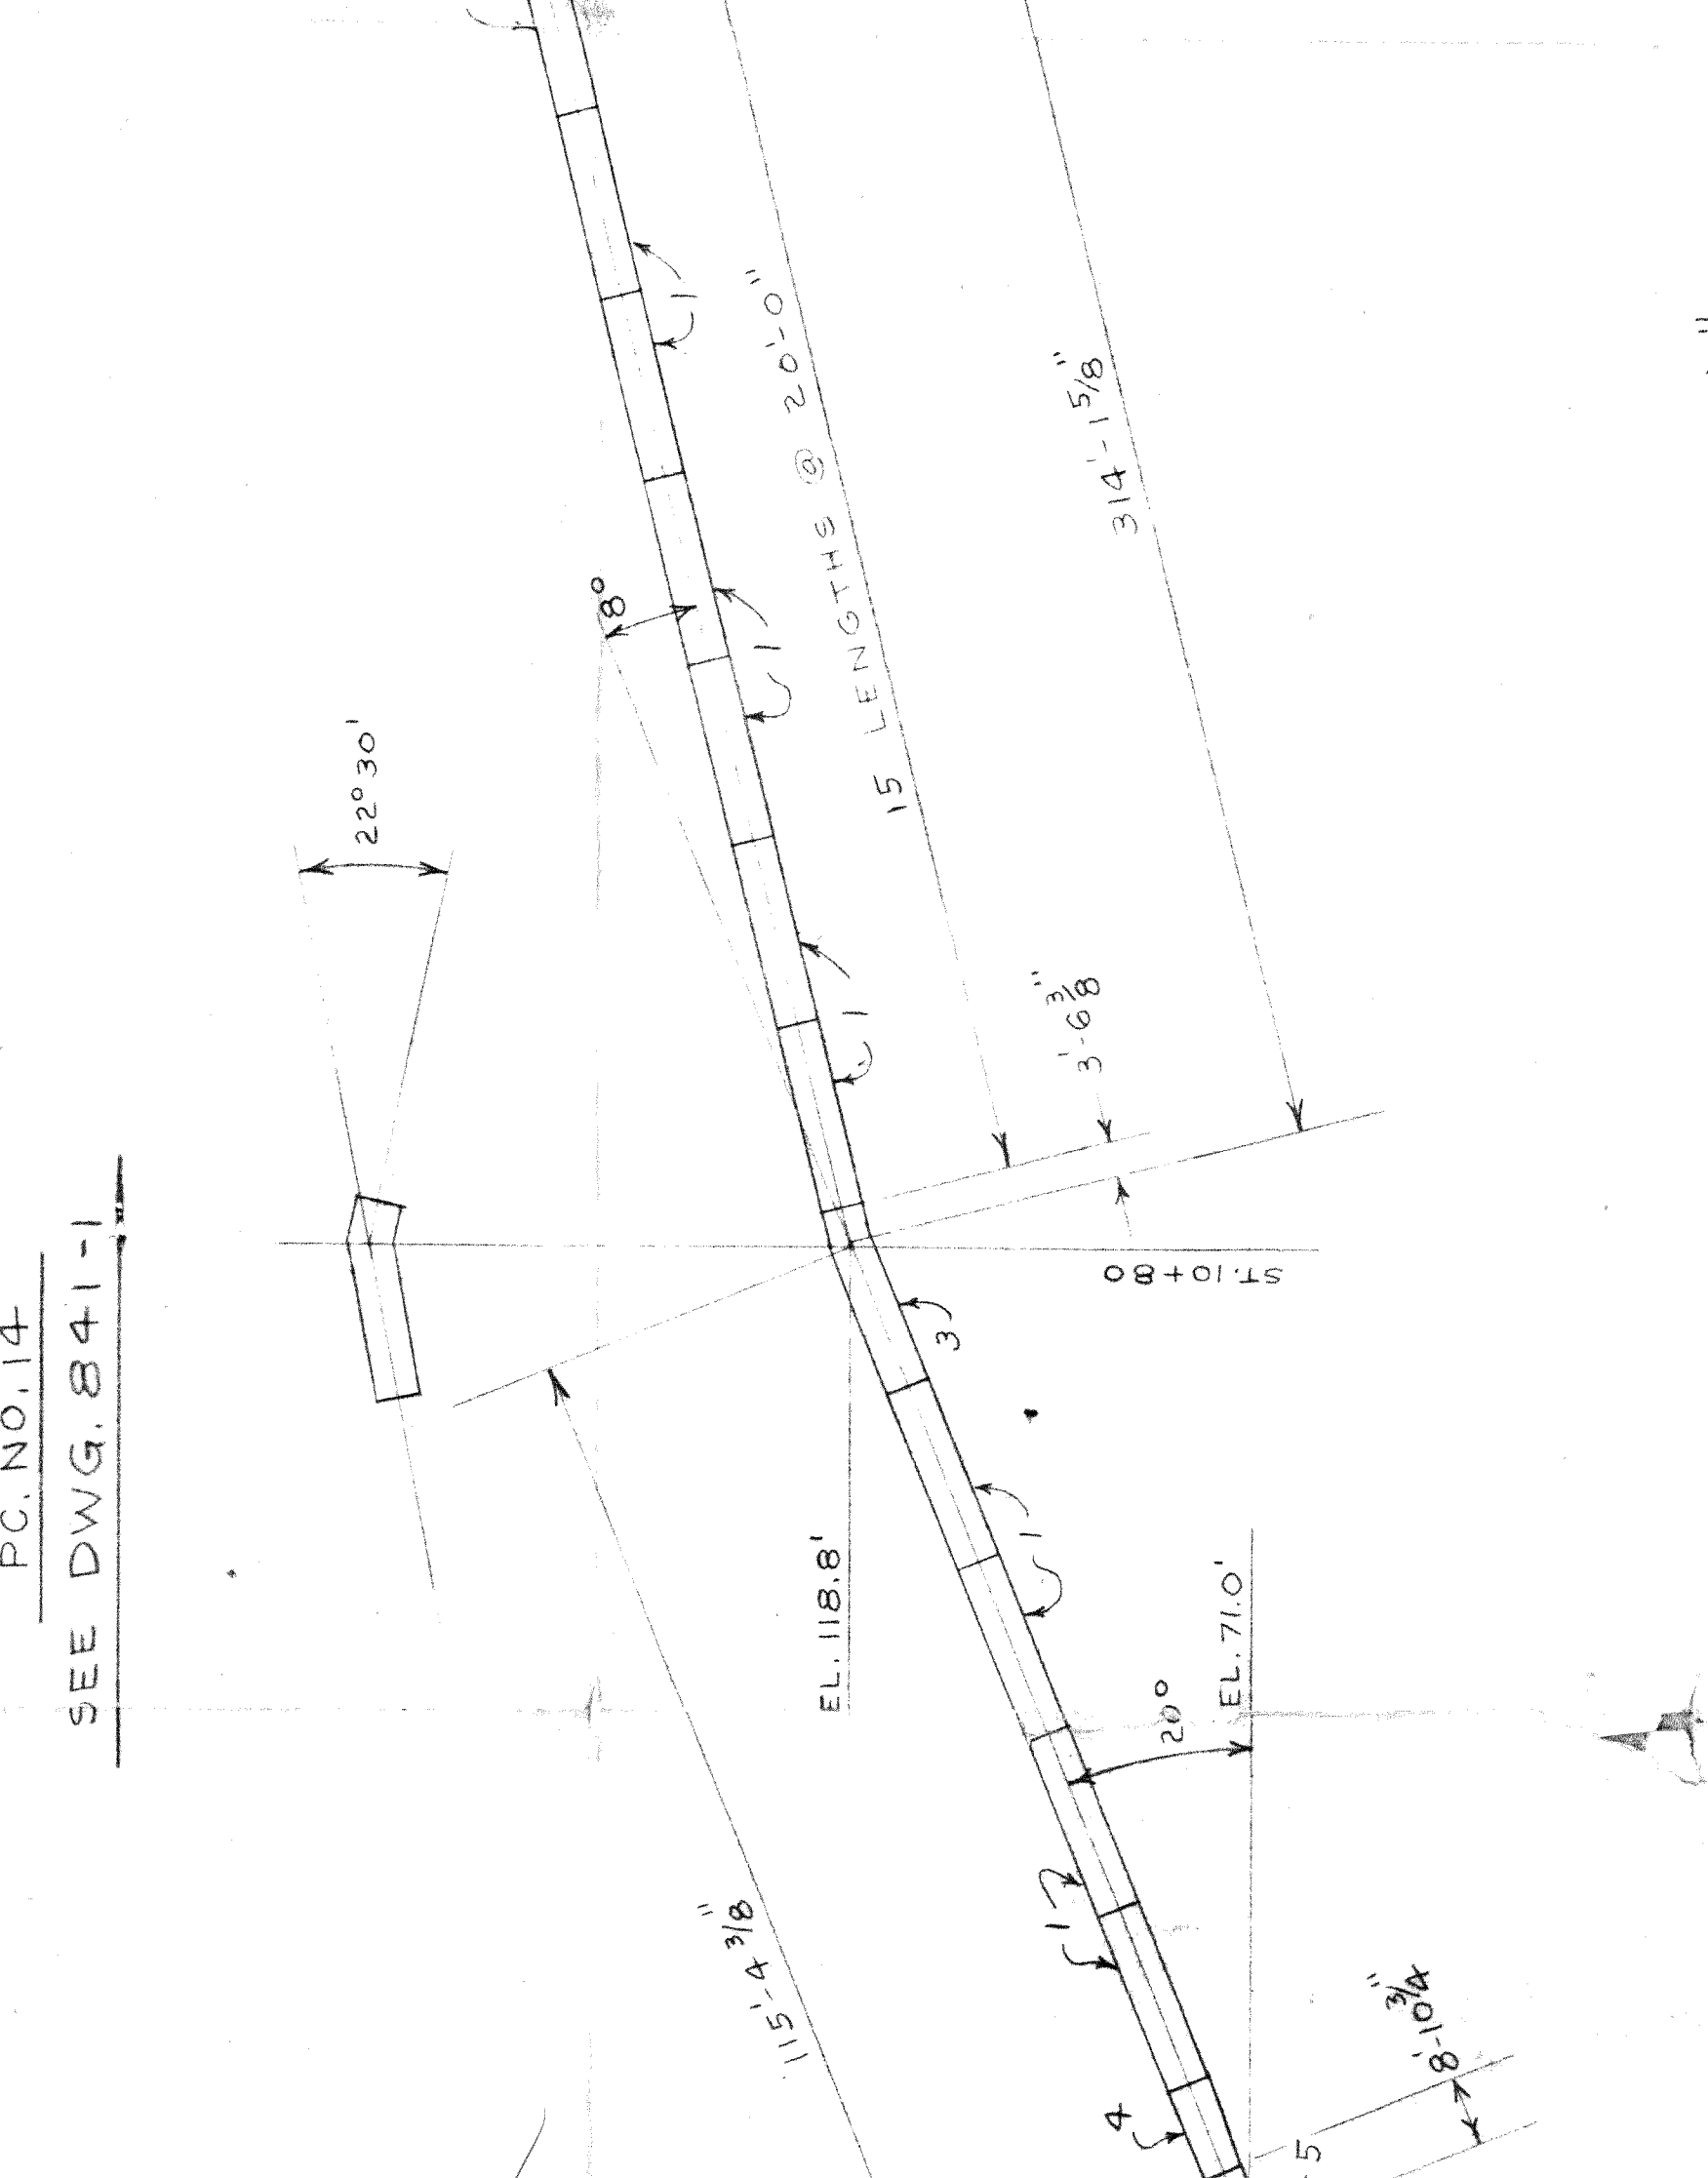 PC. NO. 14
SEE DWG. 841-1
22° 30'
8°
1
1
1
1
15 LENGTHS @ 20'-0"
314'-1 5/8"
3'-6 3/8"
ST. 10+80
3
1
EL. 118.8'
EL. 71.0'
20°
115'-4 3/8"
1
4
8'-10 3/4"
5
"